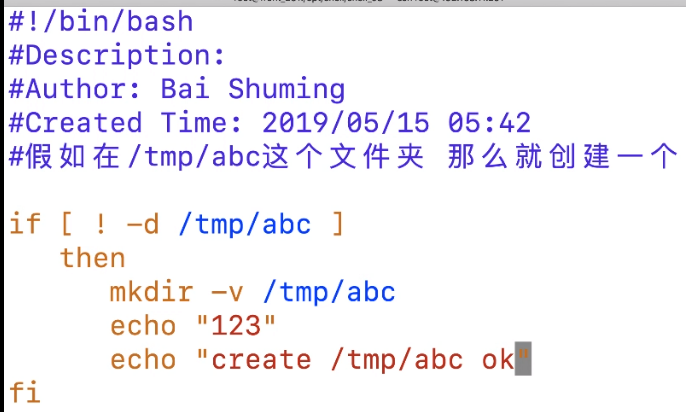 #!/bin/bash
#Description:
#Author: Bai Shuming
#Created Time: 2019/05/15 05:42
#假如在/tmp/abc这个文件夹 那么就创建一个

if [ ! -d /tmp/abc ]
   then
      mkdir -v /tmp/abc
      echo "123"
      echo "create /tmp/abc ok"
fi